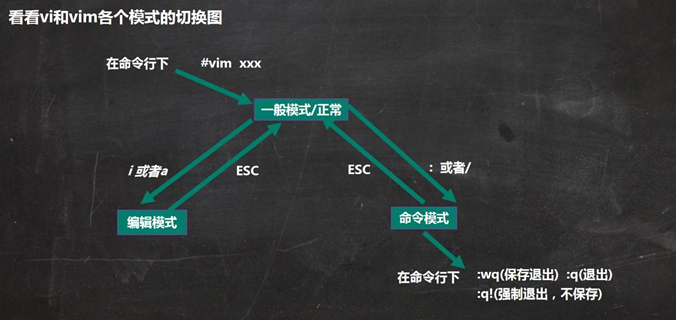 看看vi和vim各个模式的切换图
在命令行下 #vim xxx
一般模式/正常
i 或者a
ESC
ESC
: 或者/
编辑模式
命令模式
在命令行下 :wq(保存退出) :q(退出)
:q!(强制退出，不保存)